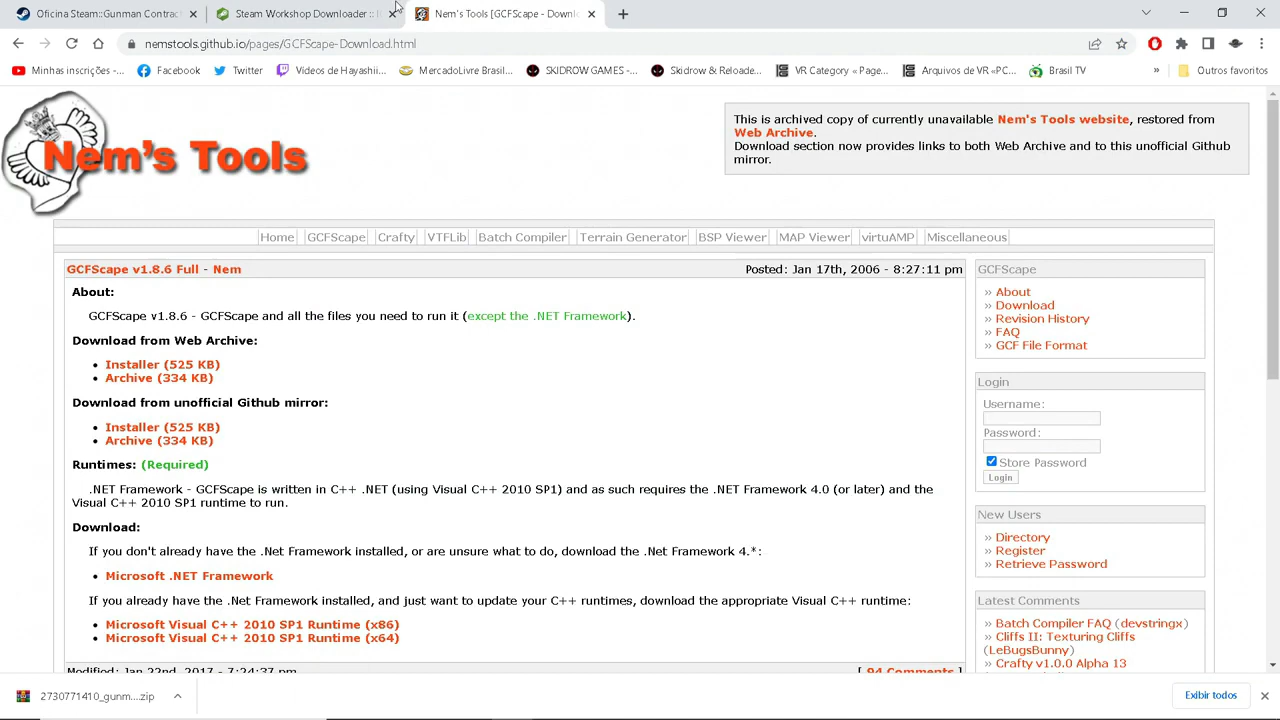 Oficina Steam::Gunman Contrac
Steam Workshop Downloader ::
Nem's Tools [GCFScape - Downl
nemstools.github.io/pages/GCFScape-Download.html
Minhas inscrições -...
Facebook
Twitter
Vídeos de Hayashii...
MercadoLivre Brasil...
SKIDROW GAMES -...
Skidrow & Reloade...
VR Category « Page...
Arquivos de VR «PC...
Brasil TV
»
Outros favoritos
Nem's Tools
This is archived copy of currently unavailable Nem's Tools website, restored from
Web Archive.
Download section now provides links to both Web Archive and to this unofficial Github
mirror.
Home GCFScape Crafty VTFLib Batch Compiler Terrain Generator BSP Viewer MAP Viewer virtuAMP Miscellaneous
GCFScape v1.8.6 Full - Nem
Posted: Jan 17th, 2006 - 8:27:11 pm
About:
GCFScape v1.8.6 - GCFScape and all the files you need to run it (except the .NET Framework).
Download from Web Archive:
• Installer (525 KB)
• Archive (334 KB)
Download from unofficial Github mirror:
• Installer (525 KB)
• Archive (334 KB)
Runtimes: (Required)
.NET Framework - GCFScape is written in C++ .NET (using Visual C++ 2010 SP1) and as such requires the .NET Framework 4.0 (or later) and the
Visual C++ 2010 SP1 runtime to run.
Download:
If you don't already have the .Net Framework installed, or are unsure what to do, download the .Net Framework 4.*:
• Microsoft .NET Framework
If you already have the .Net Framework installed, and just want to update your C++ runtimes, download the appropriate Visual C++ runtime:
• Microsoft Visual C++ 2010 SP1 Runtime (x86)
• Microsoft Visual C++ 2010 SP1 Runtime (x64)
Modified: Jan 22nd, 2017 - 7:24:37 pm
[ 94 Comments ]
GCFScape
» About
» Download
» Revision History
» FAQ
» GCF File Format
Login
Username:
Password:
Store Password
Login
New Users
» Directory
» Register
» Retrieve Password
Latest Comments
» Batch Compiler FAQ (devstringx)
» Cliffs II: Texturing Cliffs
(LeBugsBunny)
» Crafty v1.0.0 Alpha 13
2730771410_gunm....zip
Exibir todos